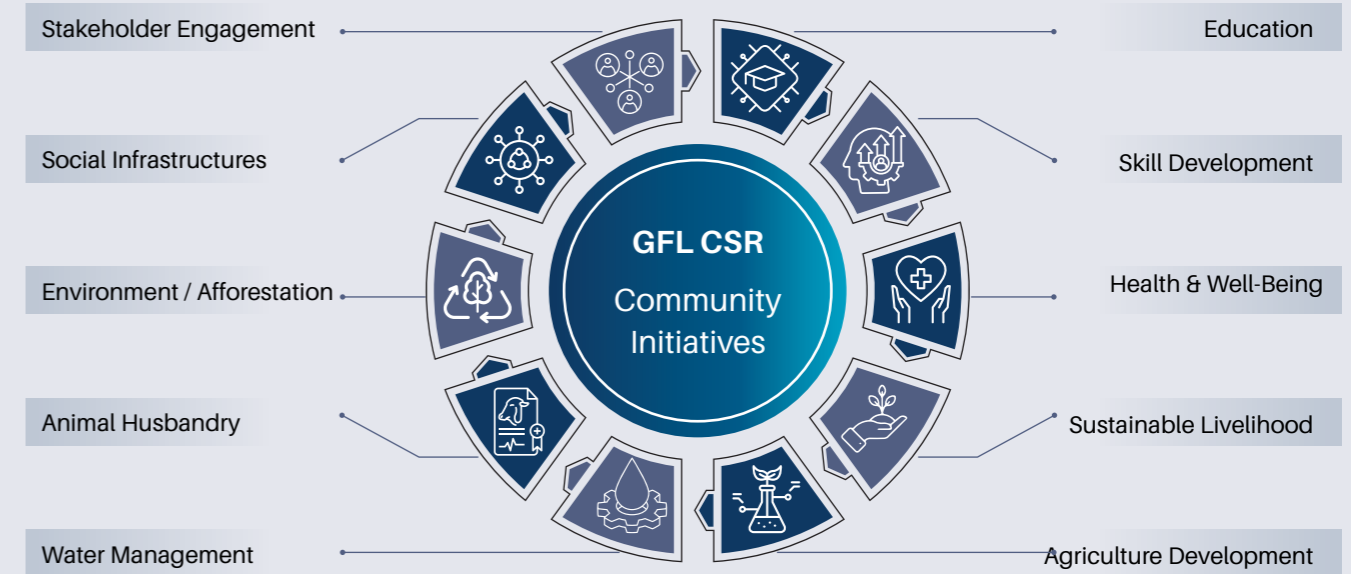 Stakeholder Engagement
Education
Social Infrastructures
Skill Development
GFL CSR
Community
Initiatives
Environment / Afforestation
Health & Well-Being
Animal Husbandry
Sustainable Livelihood
Water Management
Agriculture Development